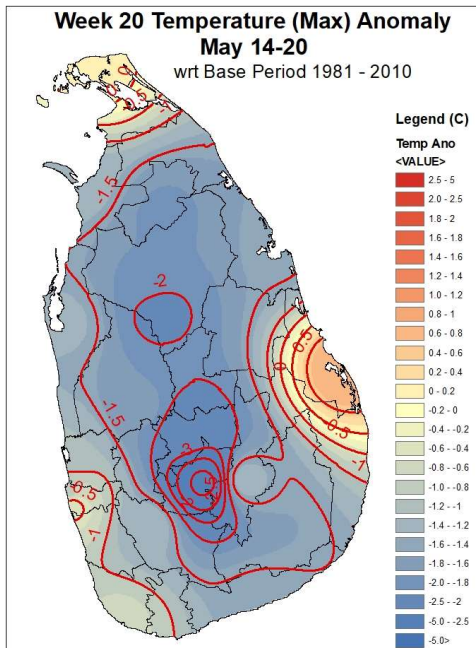 Week 20 Temperature (Max) Anomaly
May 14-20
wrt Base Period 1981 - 2010
Legend (C)
Temp Ano
<VALUE>
2.5 - 5
2.0 - 2.5
1.8 - 2
1.6 - 1.8
1.4 - 1.6
1.2 - 1.4
1.0 - 1.2
0.8 - 1
0.6 - 0.8
0.4 - 0.6
0.2 - 0.4
0 - 0.2
-0.2 - 0
-0.4 - -0.2
-0.6 - -0.4
-0.8 - -0.6
-1.0 - -0.8
-1.2 - -1
-1.4 - -1.2
-1.6 - -1.4
-1.8 - -1.6
-2.0 - -1.8
-2.5 - -2
-5.0 - -2.5
-5.0>
-1.5
-2
0.5
0
-0.5
-1
-1.5
-3
-0.5
-1